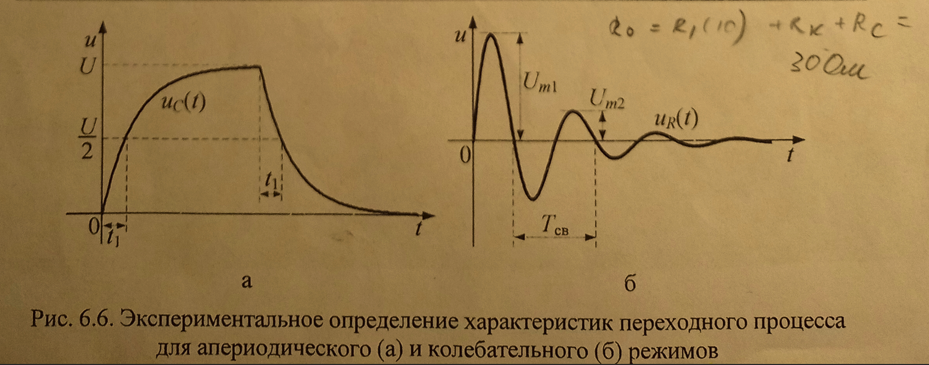 R₀ = R₁(10) + Rк + RС =
30 Ом
u
U
uC(t)
U
2
t₁
0
t₁
t
а
u
Um1
Um2
uR(t)
0
t
Tсв
б
Рис. 6.6. Экспериментальное определение характеристик переходного процесса
для апериодического (а) и колебательного (б) режимов